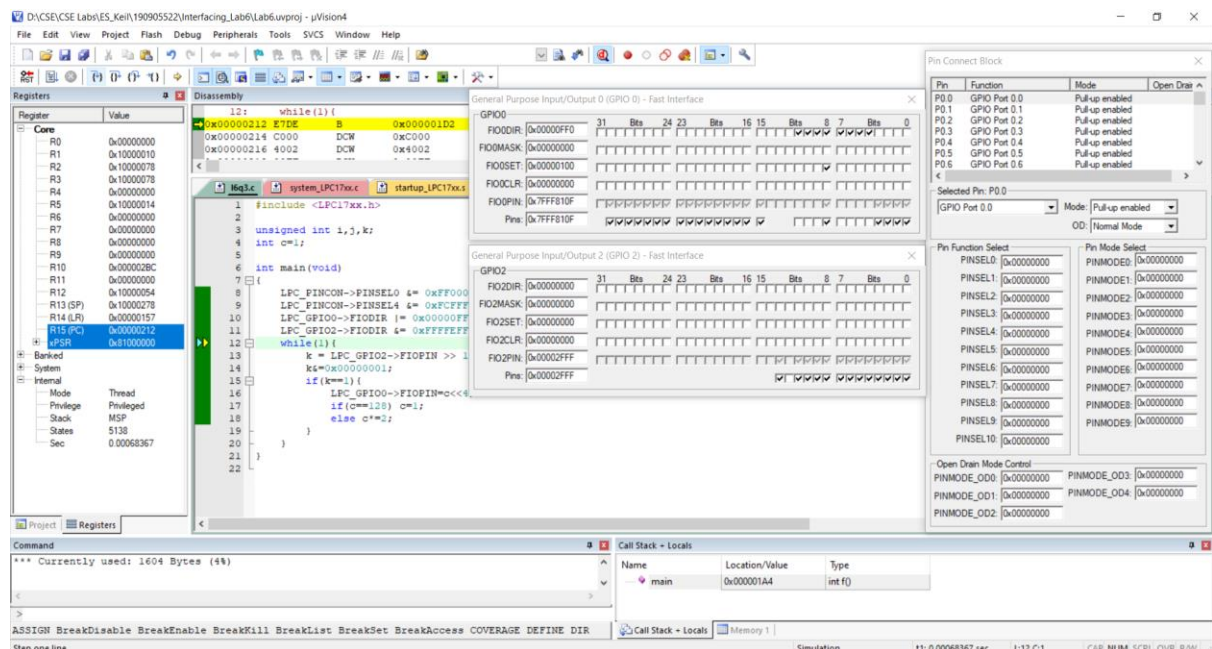 D:\CSE\CSE Labs\ES_Keil\190905522\Interfacing_Lab6\Lab6.uvproj - µVision4
File Edit View Project Flash Debug Peripherals Tools SVCS Window Help
Registers
Register Value
Core
R0 0x00000000
R1 0x10000010
R2 0x10000078
R3 0x10000078
R4 0x00000000
R5 0x10000014
R6 0x00000000
R7 0x00000000
R8 0x00000000
R9 0x00000000
R10 0x000002BC
R11 0x00000000
R12 0x10000054
R13 (SP) 0x10000278
R14 (LR) 0x00000157
R15 (PC) 0x00000212
xPSR 0x81000000
Banked
System
Internal
Mode Thread
Privilege Privileged
Stack MSP
States 5138
Sec 0.00068367
Project Registers
Disassembly
12: while(1){
0x00000212 E7DE B 0x000001D2
0x00000214 C000 DCW 0xC000
0x00000216 4002 DCW 0x4002
l6q3.c system_LPC17xx.c startup_LPC17xx.s
1 #include <LPC17xx.h>
2
3 unsigned int i,j,k;
4 int c=1;
5
6 int main(void)
7 {
8 LPC_PINCON->PINSEL0 &= 0xFF000
9 LPC_PINCON->PINSEL4 &= 0xFCFFF
10 LPC_GPIO0->FIODIR |= 0x00000FF
11 LPC_GPIO2->FIODIR &= 0xFFFFEFF
12 while(1){
13 k = LPC_GPIO2->FIOPIN >> 1
14 k&=0x00000001;
15 if(k==1){
16 LPC_GPIO0->FIOPIN=c<<4
17 if(c==128) c=1;
18 else c*=2;
19 }
20 }
21 }
22
General Purpose Input/Output 0 (GPIO 0) - Fast Interface
GPIO0
31 Bits 24 23 Bits 16 15 Bits 8 7 Bits 0
FIO0DIR: 0x00000FF0
FIO0MASK: 0x00000000
FIO0SET: 0x00000100
FIO0CLR: 0x00000000
FIO0PIN: 0x7FFF810F
Pins: 0x7FFF810F
General Purpose Input/Output 2 (GPIO 2) - Fast Interface
GPIO2
31 Bits 24 23 Bits 16 15 Bits 8 7 Bits 0
FIO2DIR: 0x00000000
FIO2MASK: 0x00000000
FIO2SET: 0x00000000
FIO2CLR: 0x00000000
FIO2PIN: 0x00002FFF
Pins: 0x00002FFF
Pin Connect Block
Pin Function Mode Open Drain
P0.0 GPIO Port 0.0 Pull-up enabled
P0.1 GPIO Port 0.1 Pull-up enabled
P0.2 GPIO Port 0.2 Pull-up enabled
P0.3 GPIO Port 0.3 Pull-up enabled
P0.4 GPIO Port 0.4 Pull-up enabled
P0.5 GPIO Port 0.5 Pull-up enabled
P0.6 GPIO Port 0.6 Pull-up enabled
Selected Pin: P0.0
GPIO Port 0.0 Mode: Pull-up enabled
OD: Normal Mode
Pin Function Select Pin Mode Select
PINSEL0: 0x00000000 PINMODE0: 0x00000000
PINSEL1: 0x00000000 PINMODE1: 0x00000000
PINSEL2: 0x00000000 PINMODE2: 0x00000000
PINSEL3: 0x00000000 PINMODE3: 0x00000000
PINSEL4: 0x00000000 PINMODE4: 0x00000000
PINSEL5: 0x00000000 PINMODE5: 0x00000000
PINSEL6: 0x00000000 PINMODE6: 0x00000000
PINSEL7: 0x00000000 PINMODE7: 0x00000000
PINSEL8: 0x00000000 PINMODE8: 0x00000000
PINSEL9: 0x00000000 PINMODE9: 0x00000000
PINSEL10: 0x00000000
Open Drain Mode Control
PINMODE_OD0: 0x00000000 PINMODE_OD3: 0x00000000
PINMODE_OD1: 0x00000000 PINMODE_OD4: 0x00000000
PINMODE_OD2: 0x00000000
Command
*** Currently used: 1604 Bytes (4%)
>
ASSIGN BreakDisable BreakEnable BreakKill BreakList BreakSet BreakAccess COVERAGE DEFINE DIR
Call Stack + Locals
Name Location/Value Type
main 0x000001A4 int f()
Call Stack + Locals Memory 1
Step one line Simulation t1: 0.00068367 sec L:12 C:1 CAP NUM SCRL OVR R/W